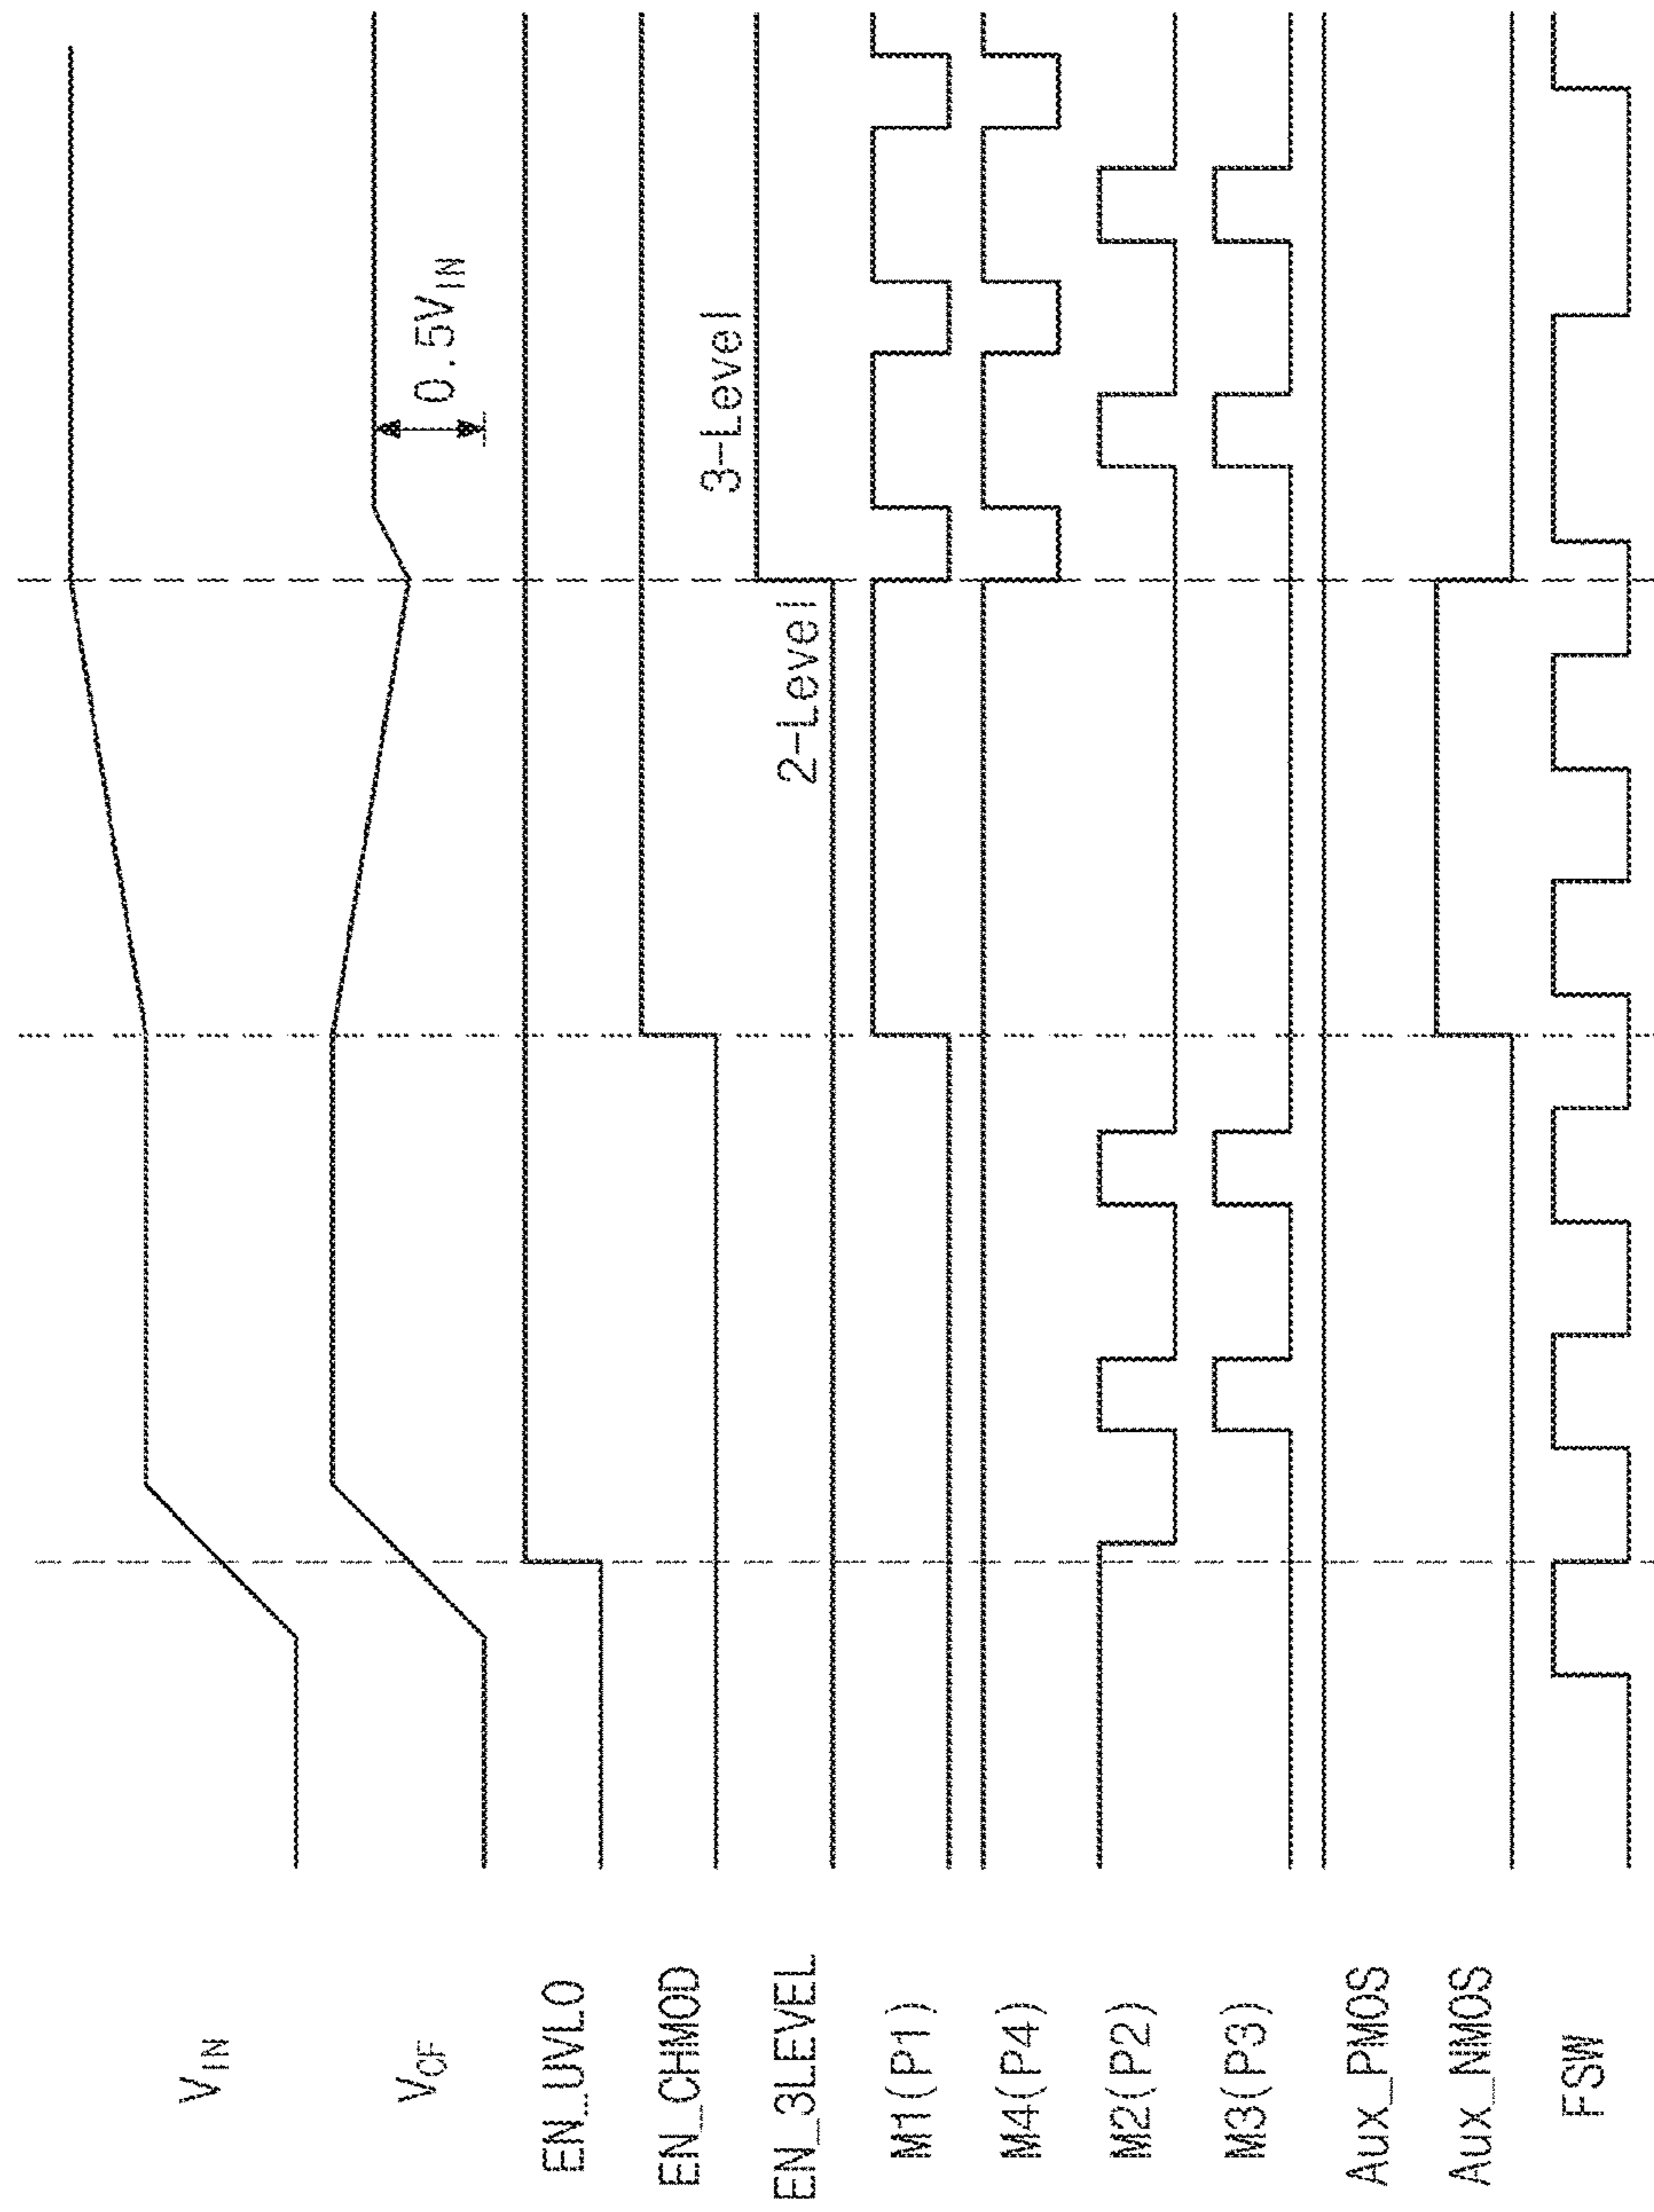 V_IN
V_CF
EN_UVLO
EN_CHMOD
EN_3LEVEL
M1(P1)
M4(P4)
M2(P2)
M3(P3)
Aux_PMOS
Aux_NMOS
FSW
0.5V_IN
3-Level
2-Level